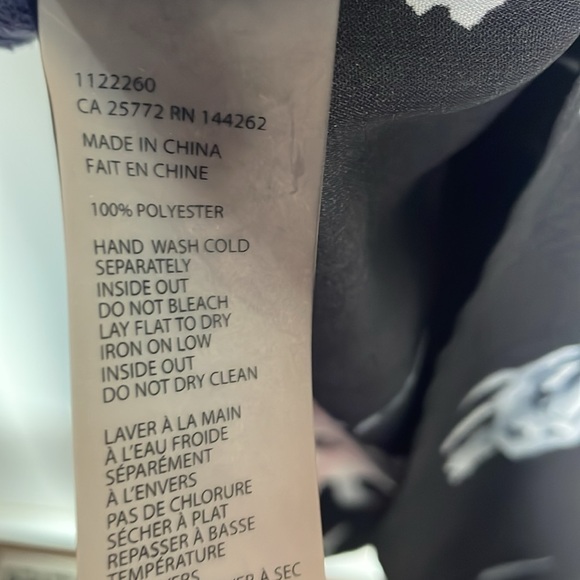 1122260
CA 25772 RN 144262
MADE IN CHINA
FAIT EN CHINE
100% POLYESTER
HAND WASH COLD
SEPARATELY
INSIDE OUT
DO NOT BLEACH
LAY FLAT TO DRY
IRON ON LOW
INSIDE OUT
DO NOT DRY CLEAN
LAVER À LA MAIN
À L'EAU FROIDE
SÉPARÉMENT
À L'ENVERS
PAS DE CHLORURE
SÉCHER À PLAT
REPASSER À BASSE
TEMPÉRATURE
À SEC